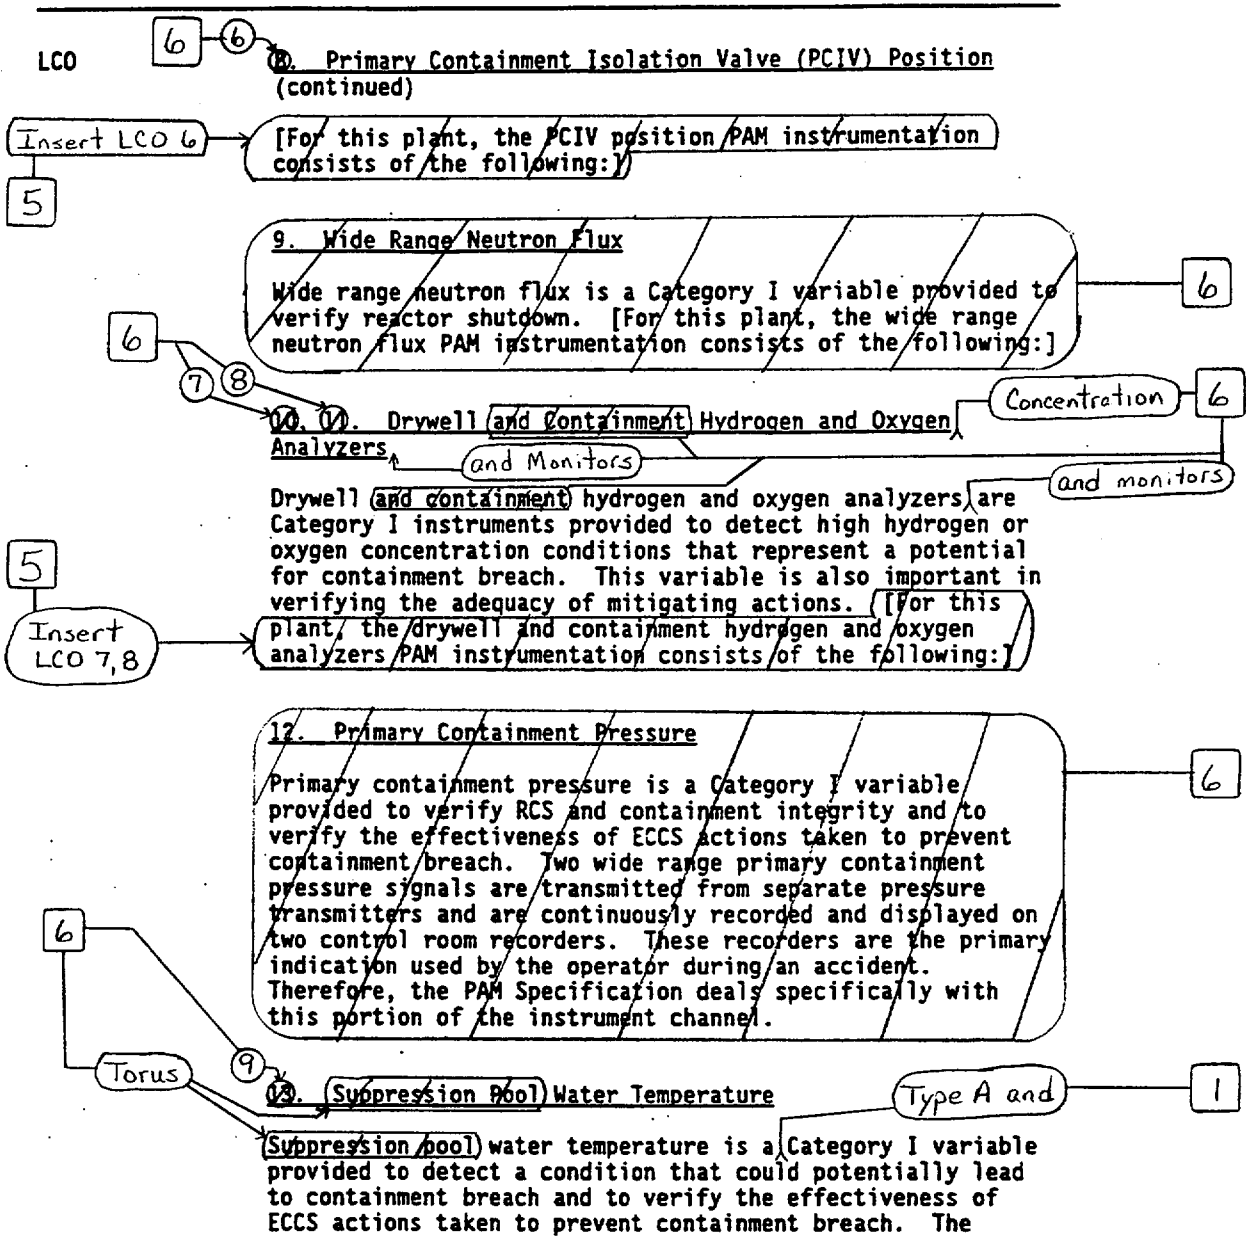 LCO
6
6
8. Primary Containment Isolation Valve (PCIV) Position
(continued)
Insert LCO 6
[For this plant, the PCIV position PAM instrumentation
consists of the following:]
5
9. Wide Range Neutron Flux
Wide range neutron flux is a Category I variable provided to
verify reactor shutdown. [For this plant, the wide range
neutron flux PAM instrumentation consists of the following:]
6
6
7 8
Concentration
6
10, 11. Drywell and Containment Hydrogen and Oxygen
Analyzers
and Monitors
and monitors
Drywell and containment hydrogen and oxygen analyzers are
Category I instruments provided to detect high hydrogen or
oxygen concentration conditions that represent a potential
for containment breach. This variable is also important in
verifying the adequacy of mitigating actions. [For this
plant, the drywell and containment hydrogen and oxygen
analyzers PAM instrumentation consists of the following:]
5
Insert
LCO 7,8
12. Primary Containment Pressure
Primary containment pressure is a Category I variable
provided to verify RCS and containment integrity and to
verify the effectiveness of ECCS actions taken to prevent
containment breach. Two wide range primary containment
pressure signals are transmitted from separate pressure
transmitters and are continuously recorded and displayed on
two control room recorders. These recorders are the primary
indication used by the operator during an accident.
Therefore, the PAM Specification deals specifically with
this portion of the instrument channel.
6
6
9
Torus
13. Suppression Pool Water Temperature
Type A and
1
Suppression pool water temperature is a Category I variable
provided to detect a condition that could potentially lead
to containment breach and to verify the effectiveness of
ECCS actions taken to prevent containment breach. The